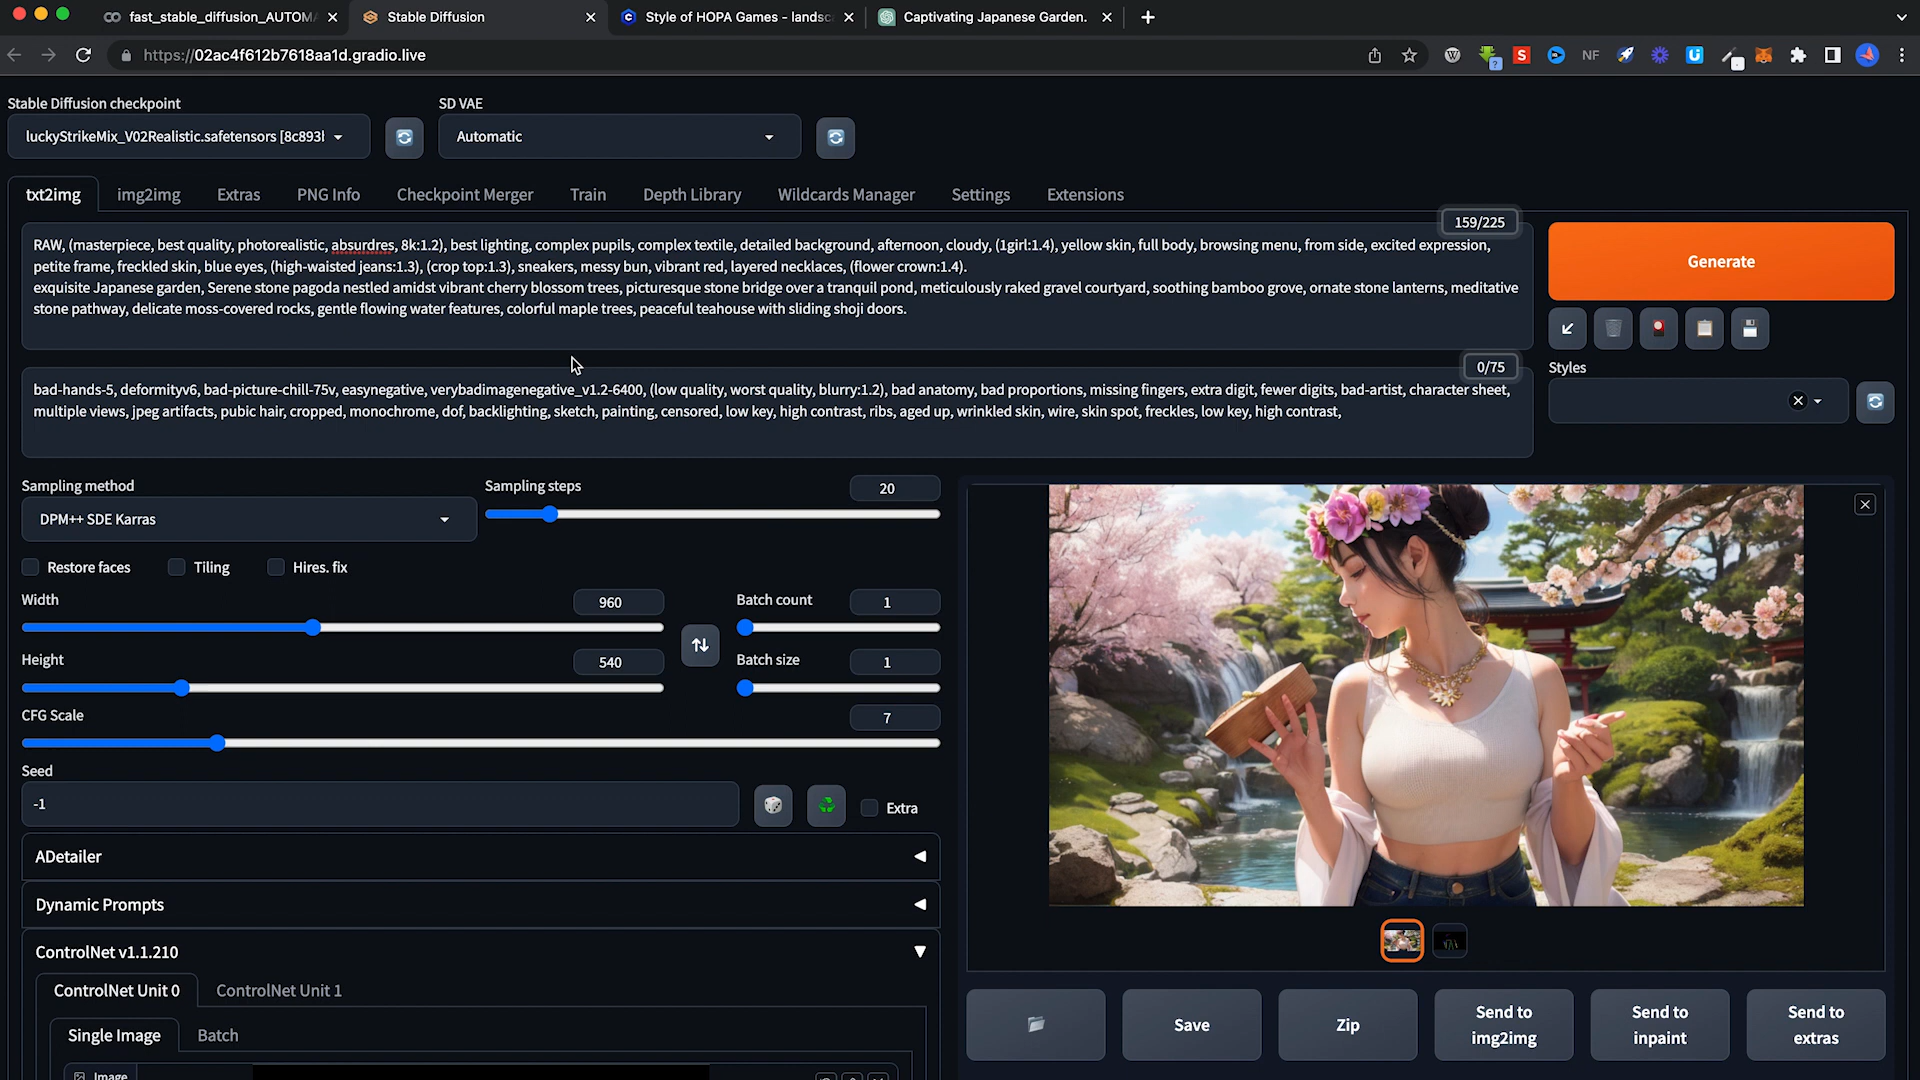 fast_stable_diffusion_AUTOMA
Stable Diffusion
Style of HOPA Games - landsc
Captivating Japanese Garden.
https://02ac4f612b7618aa1d.gradio.live
NF
Stable Diffusion checkpoint
SD VAE
luckyStrikeMix_V02Realistic.safetensors [8c893l
Automatic
txt2img
img2img
Extras
PNG Info
Checkpoint Merger
Train
Depth Library
Wildcards Manager
Settings
Extensions
159/225
RAW, (masterpiece, best quality, photorealistic, absurdres, 8k:1.2), best lighting, complex pupils, complex textile, detailed background, afternoon, cloudy, (1girl:1.4), yellow skin, full body, browsing menu, from side, excited expression,
petite frame, freckled skin, blue eyes, (high-waisted jeans:1.3), (crop top:1.3), sneakers, messy bun, vibrant red, layered necklaces, (flower crown:1.4).
exquisite Japanese garden, Serene stone pagoda nestled amidst vibrant cherry blossom trees, picturesque stone bridge over a tranquil pond, meticulously raked gravel courtyard, soothing bamboo grove, ornate stone lanterns, meditative
stone pathway, delicate moss-covered rocks, gentle flowing water features, colorful maple trees, peaceful teahouse with sliding shoji doors.
Generate
0/75
bad-hands-5, deformityv6, bad-picture-chill-75v, easynegative, verybadimagenegative_v1.2-6400, (low quality, worst quality, blurry:1.2), bad anatomy, bad proportions, missing fingers, extra digit, fewer digits, bad-artist, character sheet,
multiple views, jpeg artifacts, pubic hair, cropped, monochrome, dof, backlighting, sketch, painting, censored, low key, high contrast, ribs, aged up, wrinkled skin, wire, skin spot, freckles, low key, high contrast,
Styles
Sampling method
Sampling steps
20
DPM++ SDE Karras
Restore faces
Tiling
Hires. fix
Width
960
Batch count
1
Height
540
Batch size
1
CFG Scale
7
Seed
-1
Extra
ADetailer
Dynamic Prompts
ControlNet v1.1.210
ControlNet Unit 0
ControlNet Unit 1
Single Image
Batch
Image
Save
Zip
Send to
img2img
Send to
inpaint
Send to
extras